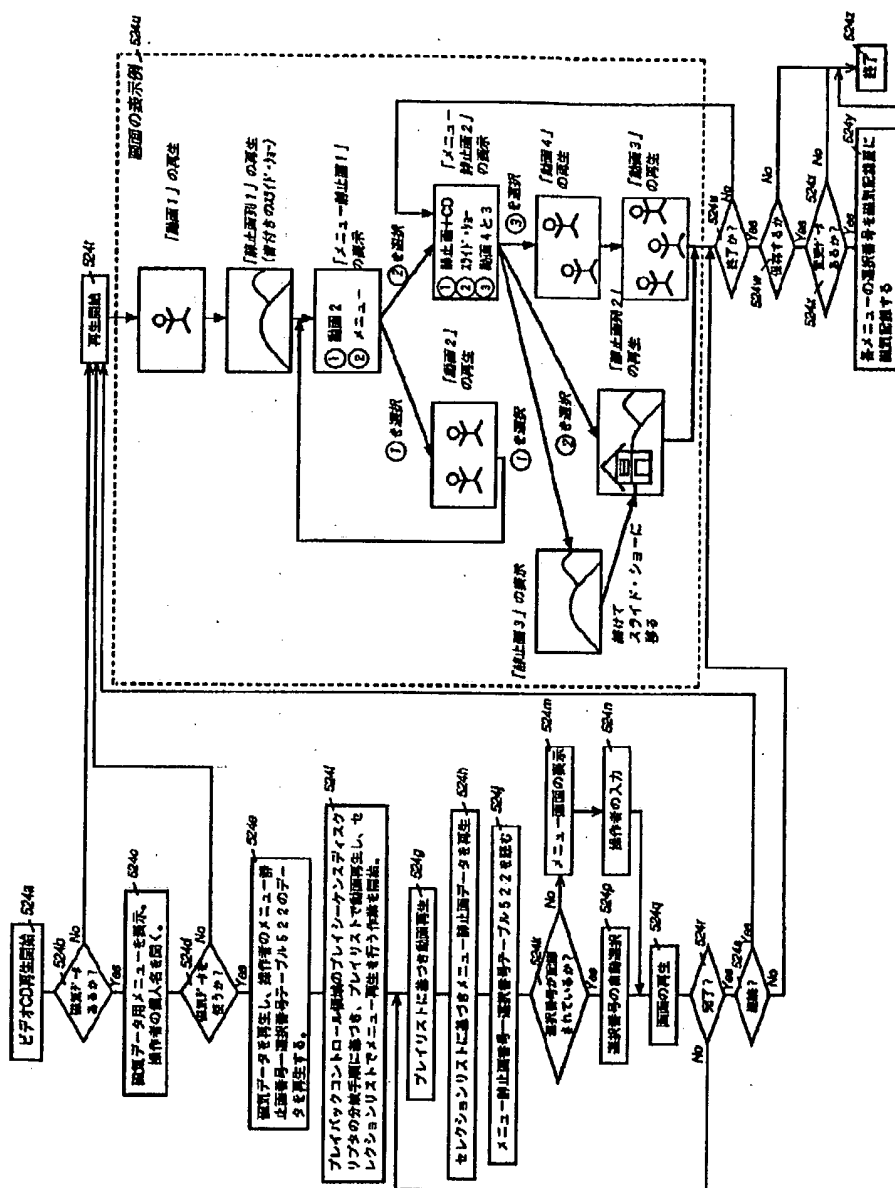 ビデオCD再生開始
524a
524b
磁気データ
あるか?
No
Yes
524c
磁気データ用メニューを表示、
操作者の個人名を聞く。
524d
磁気データを
使うか?
No
Yes
524e
磁気データを再生し、操作者のメニュー静
止画番号ー選択番号テーブル522のデー
タを再生する。
プレイバックコントロール領域のプレイシーケンスディスク
リプタの分岐手順に基づき、プレイリストで動画再生し、セ
レクションリストでメニュー再生を行う作業を開始。
524g
プレイリストに基づき動画再生
524h
セレクションリストに基づきメニュー静止画データを再生
524j
メニュー静止画番号ー選択番号テーブル522を読む
524k
選択番号が記録
されているか?
No
Yes
524m
メニュー画面の表示
524n
操作者の入力
524p
選択番号の自動選択
524q
画面の再生
524r
完了?
No
Yes
継続?
Yes
No
524t
再生開始
524u
画面の表示例
「動画1」の再生
「静止画列1」の再生
(音付きのスライド・ショー)
「メニュー静止画1」
の表示
① 動画2
② メニュー
①を選択
②を選択
「動画2」
の再生
「メニュー
静止画2」
の表示
① 静止画+CD
② スライド・ショー
③ 動画4と3
①を選択
②を選択
③を選択
「静止画3」の表示
続けて
スライド・ショーに
移る
「静止画列2」
の再生
「動画4」
の再生
「動画3」
の再生
終了か?
No
Yes
524w
保存するか
No
Yes
524x
変更データ
あるか?
No
Yes
524y
各メニューの選択番号を磁気記録層に
磁気記録する
524z
終了